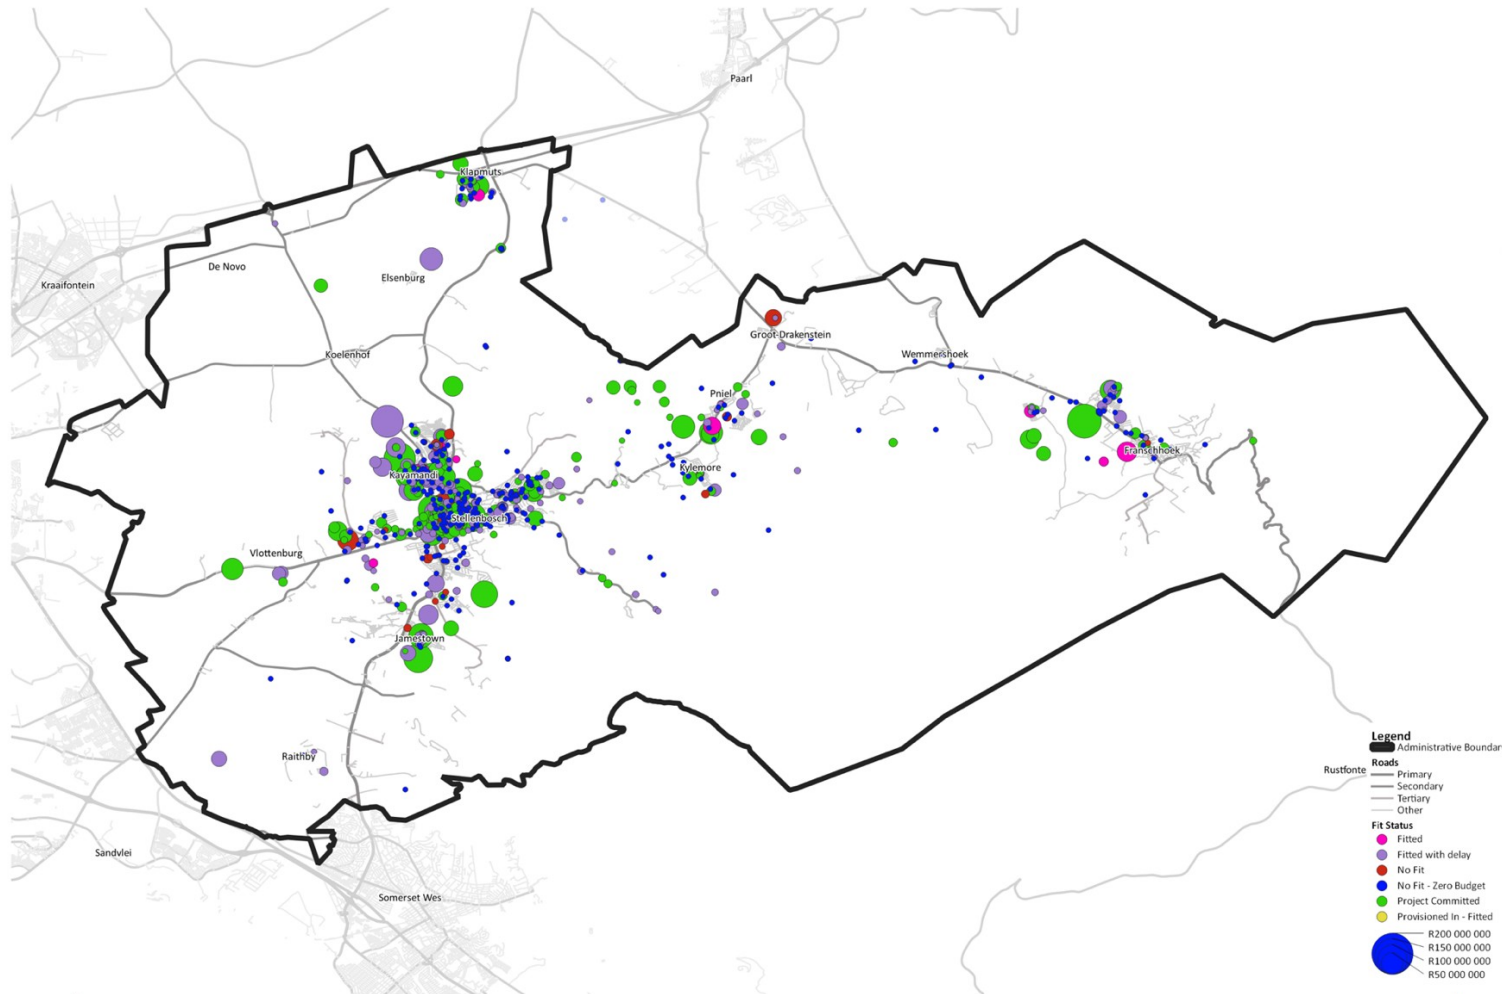 Paarl
Klapmuts
De Novo
Elsenburg
Kraaifontein
Groot-Drakenstein
Koelenhof
Wemmershoek
Pniel
Franschhoek
Kylemore
Kayamandi
Stellenbosch
Vlottenburg
Jamestown
Raithby
Rustfonte
Sandvlei
Somerset Wes
Legend
Administrative Boundar
Roads
Primary
Secondary
Tertiary
Other
Fit Status
Fitted
Fitted with delay
No Fit
No Fit - Zero Budget
Project Committed
Provisioned In - Fitted
R200 000 000
R150 000 000
R100 000 000
R50 000 000